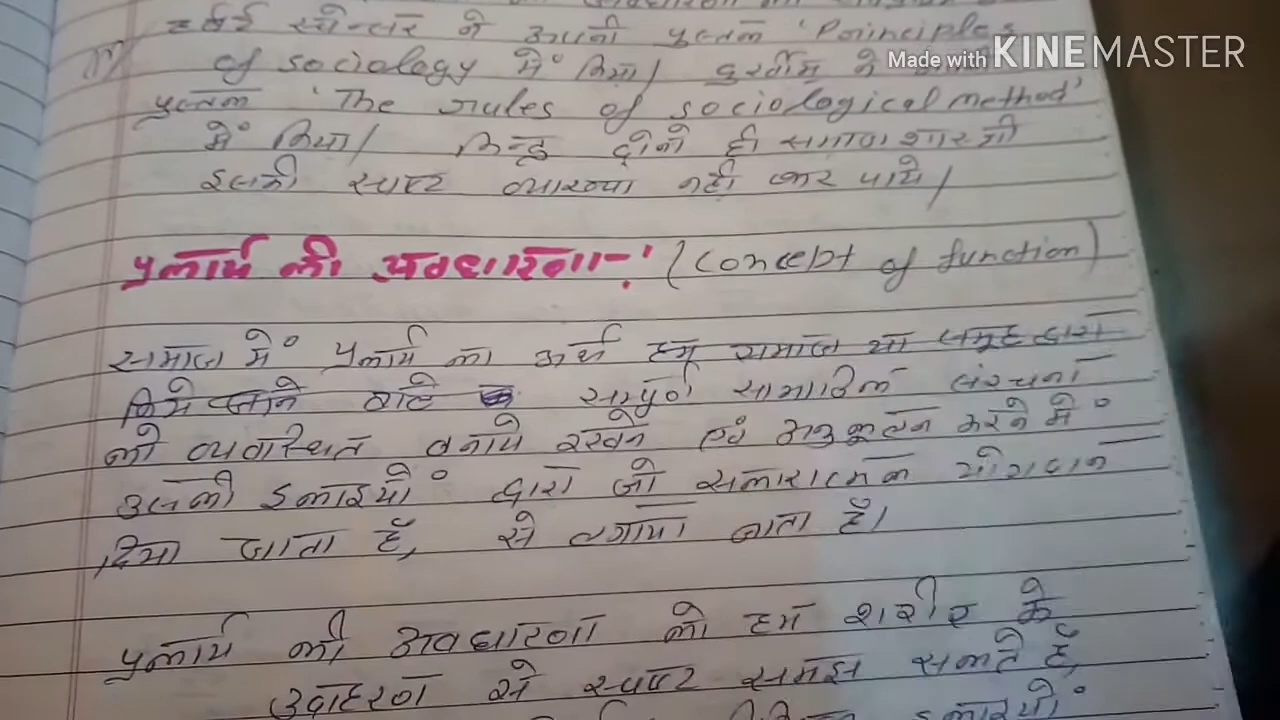 हर्बर्ट स्पेन्सर ने अपनी पुस्तक 'Principles
of sociology में किया। दुर्खीम ने
Made with KINEMASTER
पुस्तक 'The rules of sociological method'
में किया। किन्तु दोनों ही समाजशास्त्री
इसकी स्पष्ट व्याख्या नहीं कर पाये।
प्रकार्य की अवधारणा-: (concept of function)
समाज में प्रकार्य का अर्थ हम समाज या समूह द्वारा
किये जाने वाले सम्पूर्ण सामाजिक संरचना
को व्यवस्थित बनाये रखने एवं अनुकूलन करने में
उसकी इकाइयों द्वारा जो सकारात्मक योगदान
दिया जाता है, से लगाया जाता है।
प्रकार्य की अवधारणा को हम शरीर के
उदाहरण से स्पष्ट समझ सकते हैं,
इकाइयों